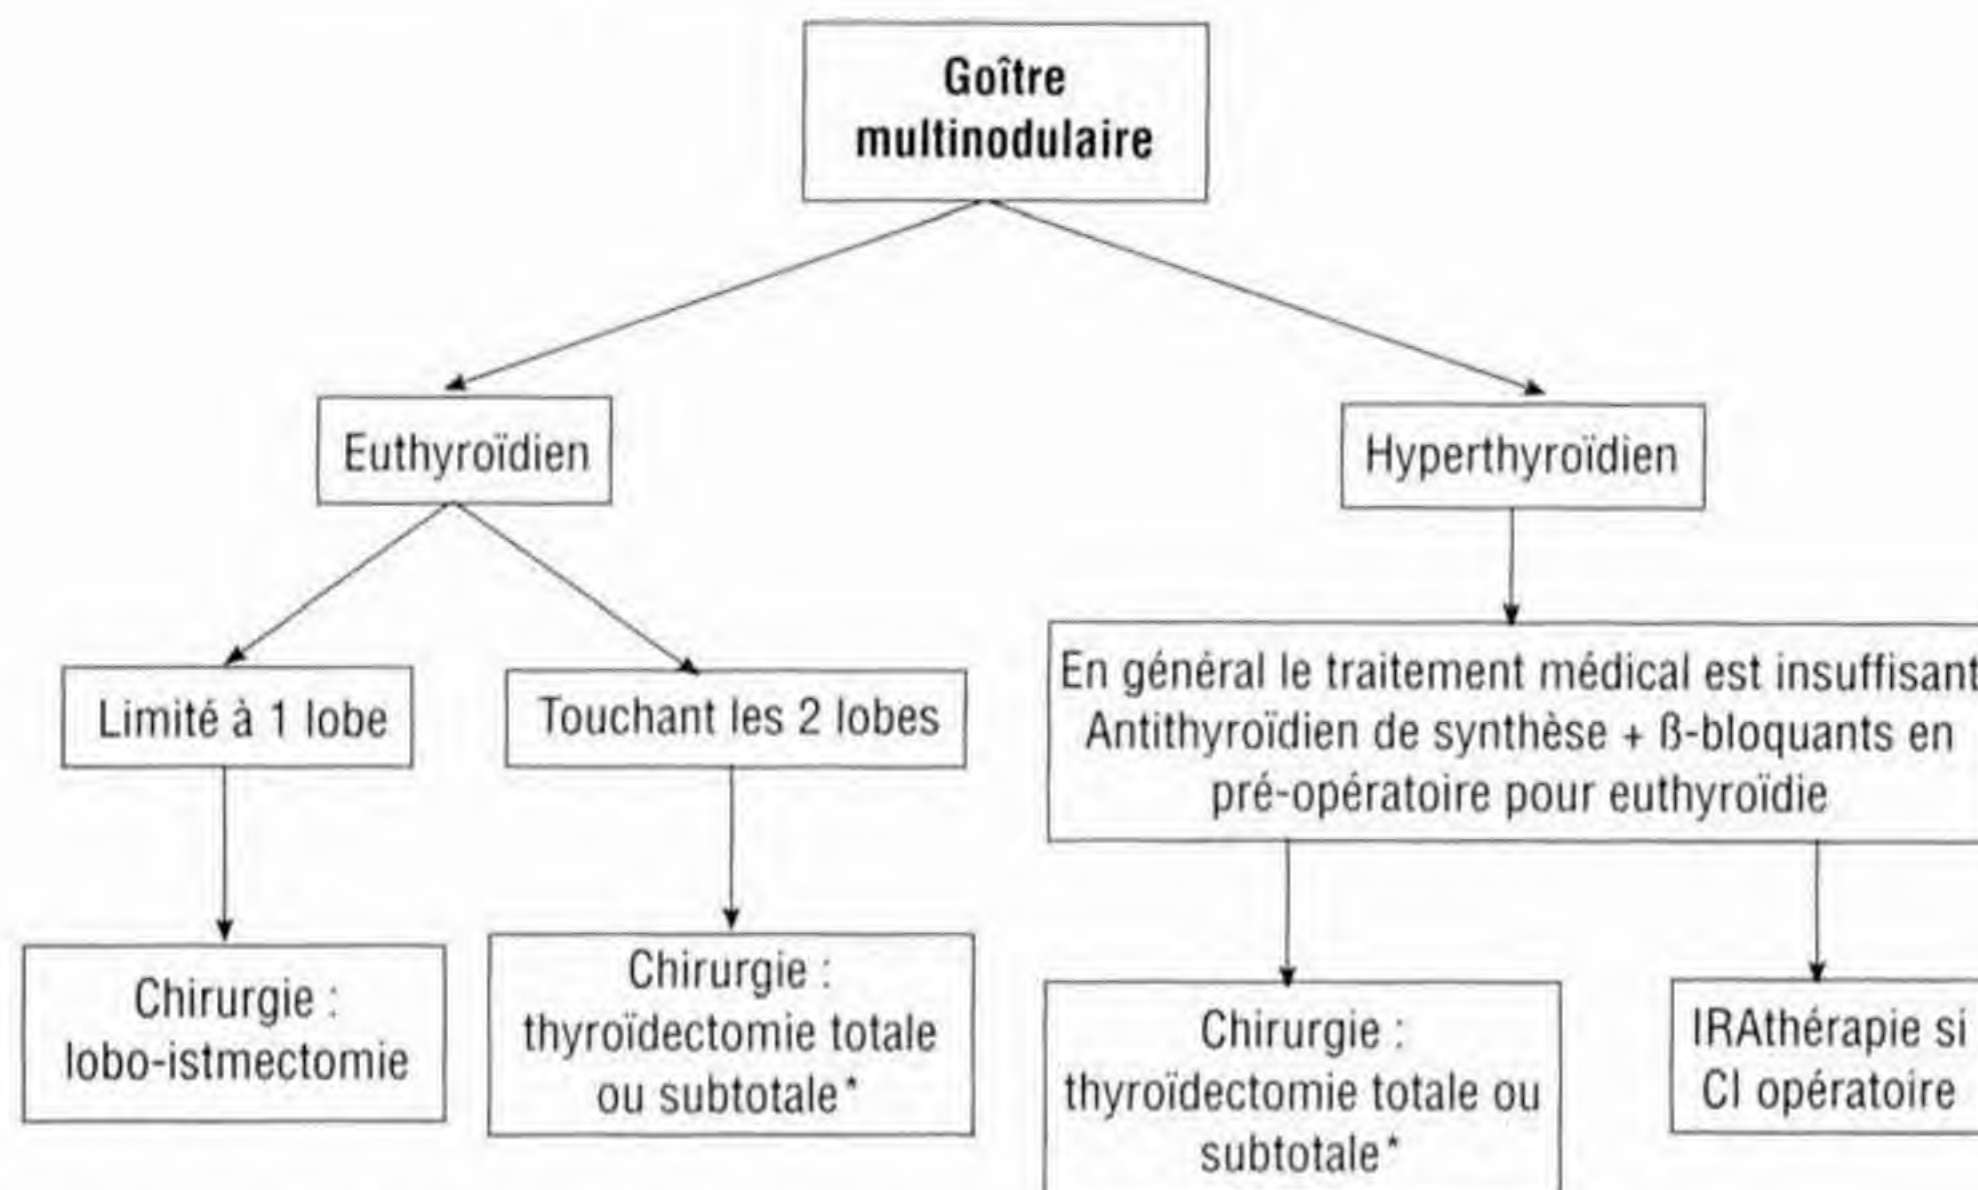 Goître
multinodulaire
Euthyroïdien
Hyperthyroïdien
Limité à 1 lobe
Touchant les 2 lobes
En général le traitement médical est insuffisant
Antithyroïdien de synthèse + ß-bloquants en
pré-opératoire pour euthyroïdie
Chirurgie :
lobo-istmectomie
Chirurgie :
thyroïdectomie totale
ou subtotale*
Chirurgie :
thyroïdectomie totale ou
subtotale*
IRAthérapie si
CI opératoire